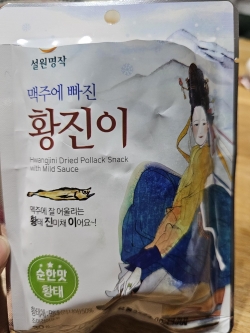 설원명작
맥주에 빠진
황진이
Hwangini Dried Pollack Snack
with Mild Sauce
맥주에 잘 어울리는
황태 진미채 이어요~!
순한맛
황태